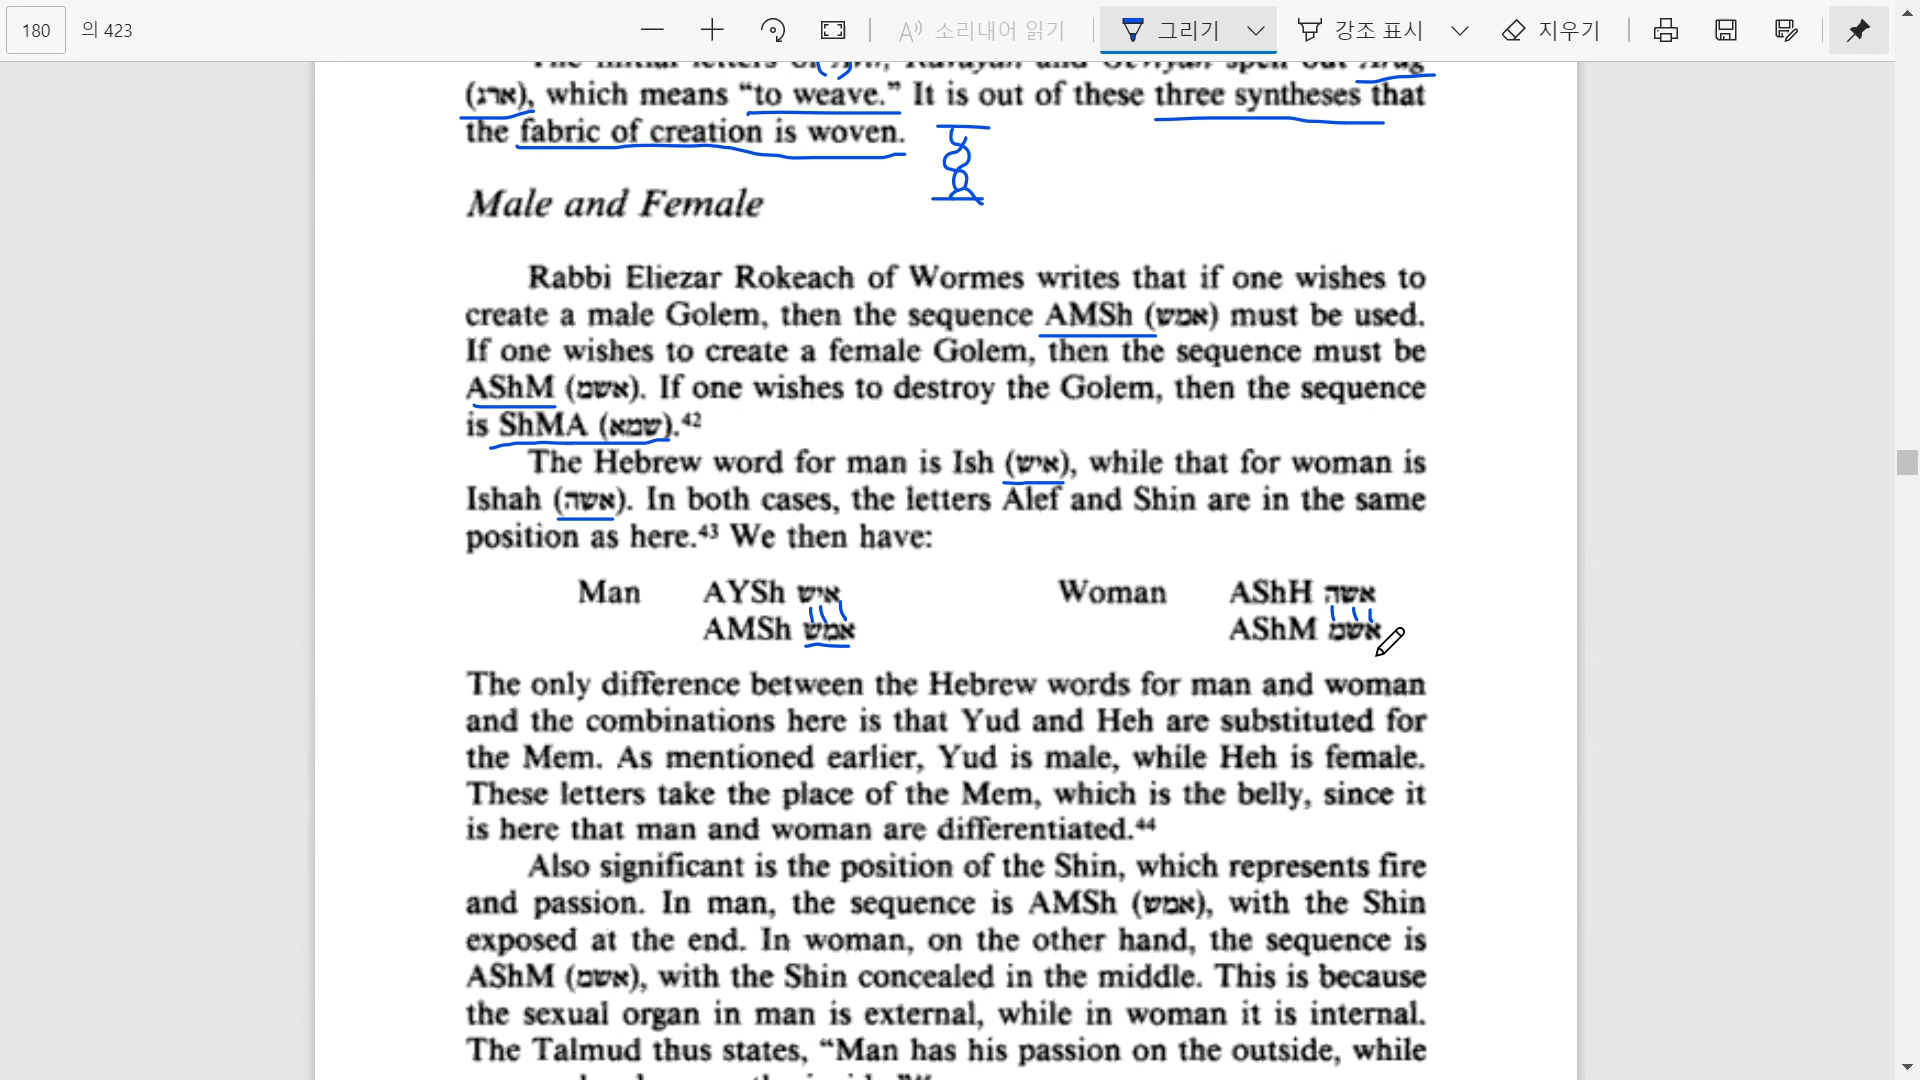 180 의 423 소리내어 읽기 그리기 강조 표시 지우기
The initial letters of Avir, Ravayah and Geviyah spell out Arag
(ארג), which means “to weave.” It is out of these three syntheses that
the fabric of creation is woven.
Male and Female
Rabbi Eliezar Rokeach of Wormes writes that if one wishes to
create a male Golem, then the sequence AMSh (אמש) must be used.
If one wishes to create a female Golem, then the sequence must be
AShM (אשמ). If one wishes to destroy the Golem, then the sequence
is ShMA (שמא).⁴²
The Hebrew word for man is Ish (איש), while that for woman is
Ishah (אשה). In both cases, the letters Alef and Shin are in the same
position as here.⁴³ We then have:
Man AYSh איש Woman AShH אשה
AMSh אמש AShM אשמ
The only difference between the Hebrew words for man and woman
and the combinations here is that Yud and Heh are substituted for
the Mem. As mentioned earlier, Yud is male, while Heh is female.
These letters take the place of the Mem, which is the belly, since it
is here that man and woman are differentiated.⁴⁴
Also significant is the position of the Shin, which represents fire
and passion. In man, the sequence is AMSh (אמש), with the Shin
exposed at the end. In woman, on the other hand, the sequence is
AShM (אשמ), with the Shin concealed in the middle. This is because
the sexual organ in man is external, while in woman it is internal.
The Talmud thus states, “Man has his passion on the outside, while